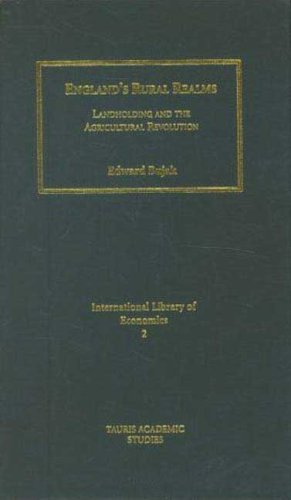 ENGLAND'S RURAL REALMS
LANDHOLDING AND THE
AGRICULTURAL REVOLUTION
Edward Bujak
International Library of
Economics
2
TAURIS ACADEMIC
STUDIES